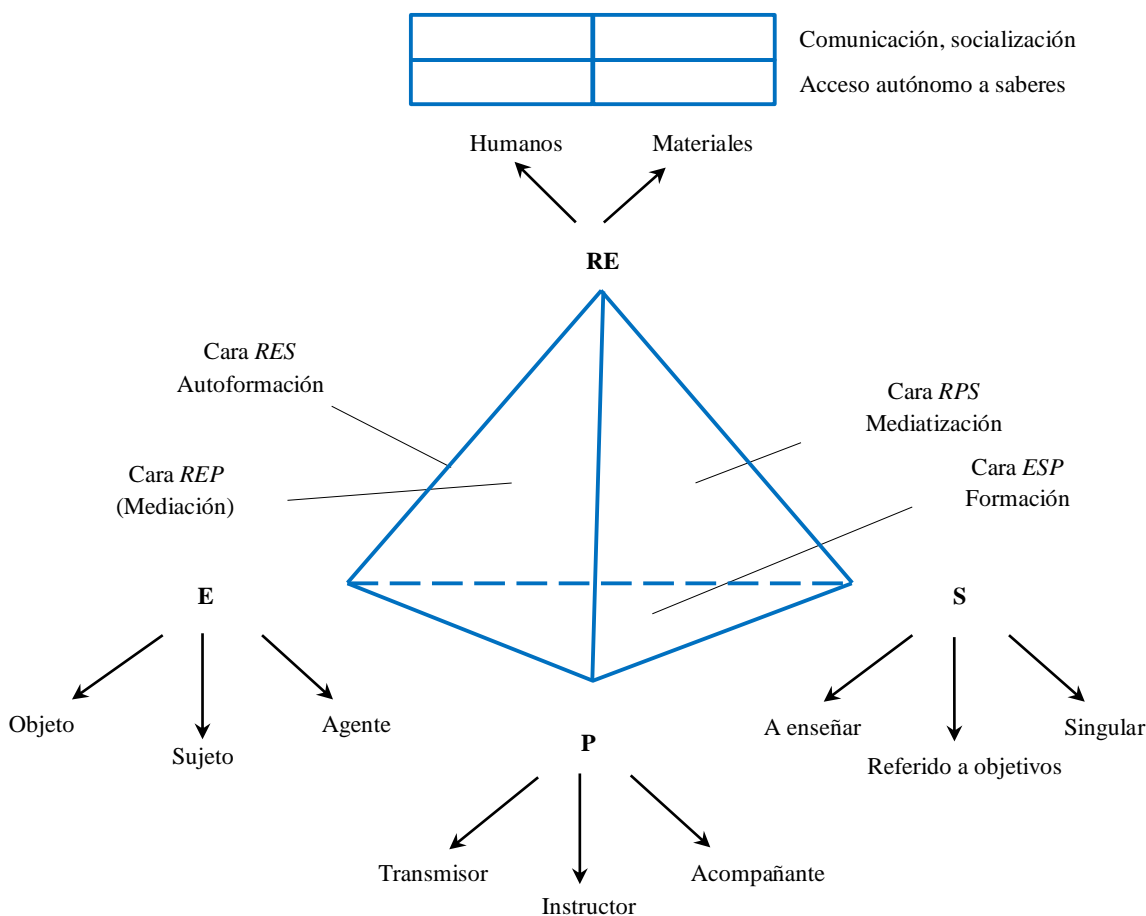 Comunicación, socialización
Acceso autónomo a saberes
Humanos
Materiales
RE
Cara RES
Autoformación
Cara RPS
Mediatización
Cara REP
(Mediación)
Cara ESP
Formación
E
S
Objeto
Sujeto
Agente
A enseñar
Referido a objetivos
Singular
P
Transmisor
Instructor
Acompañante